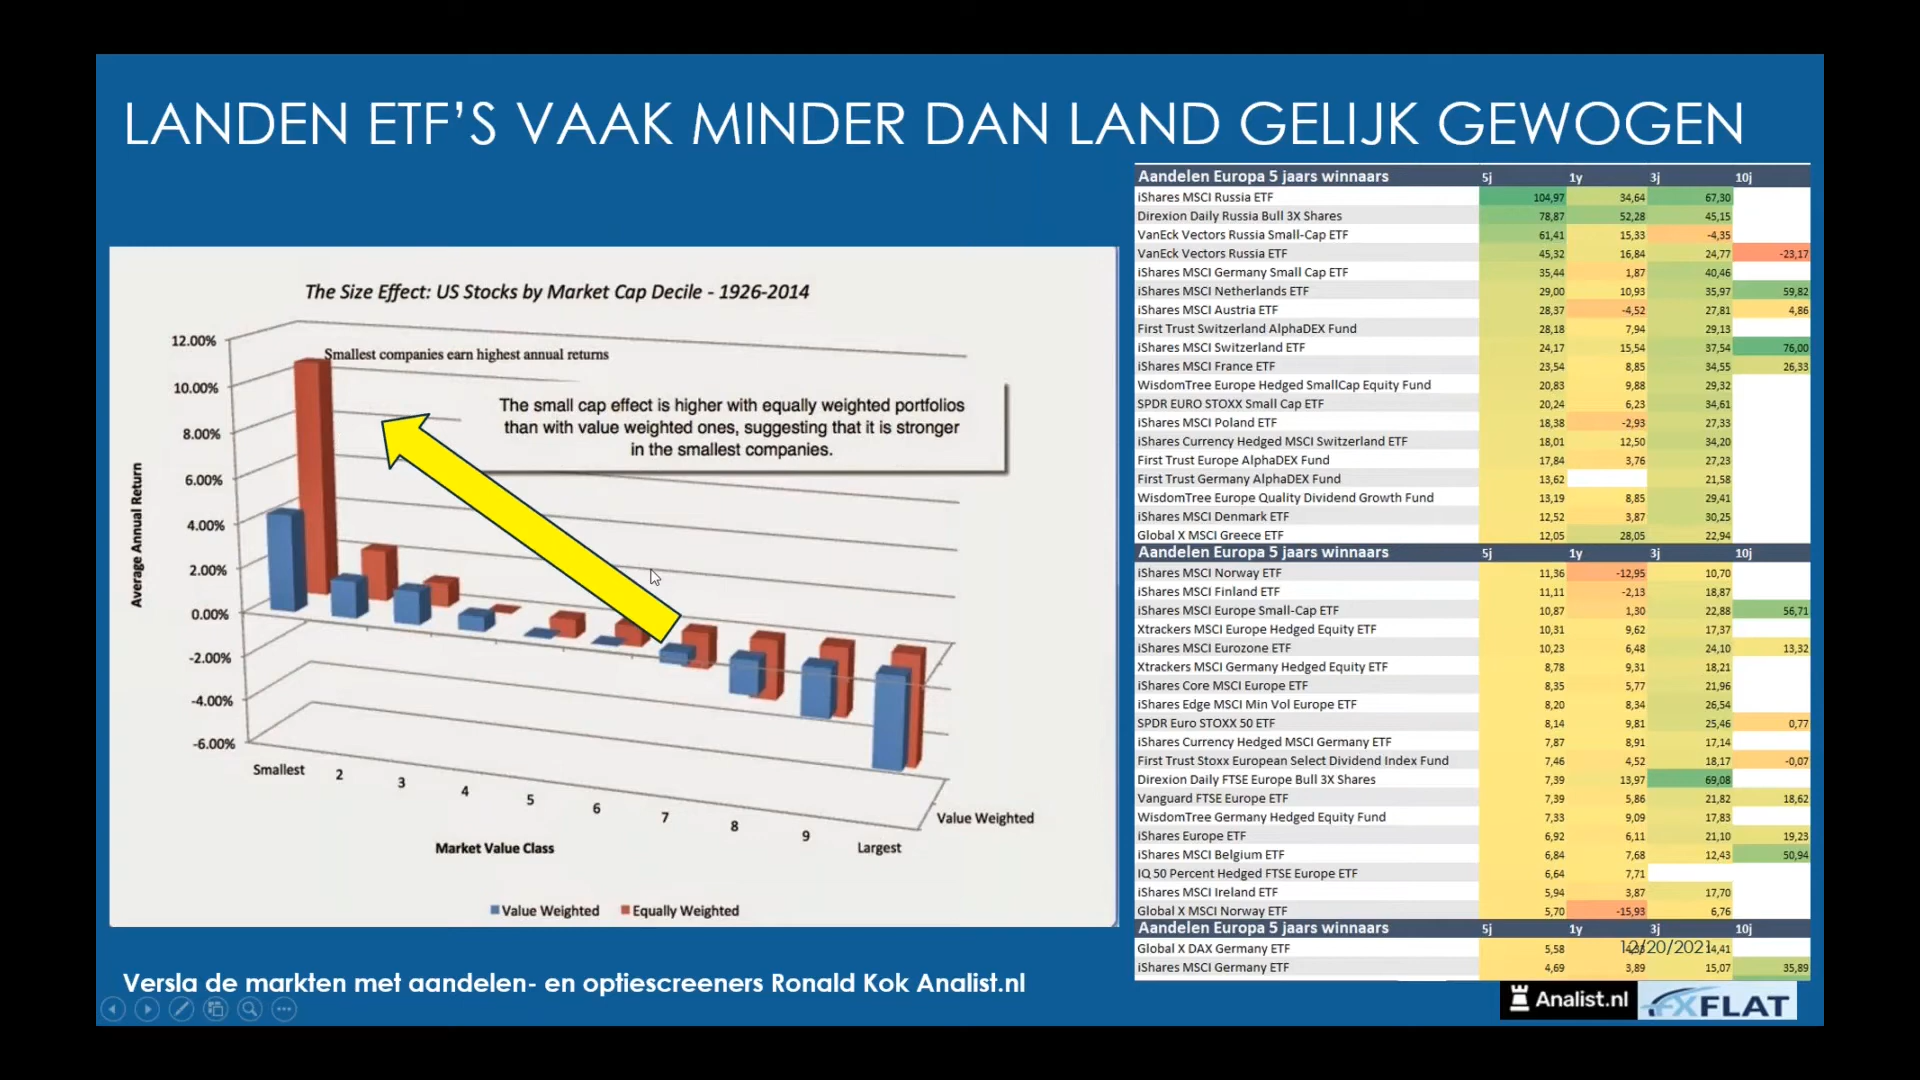 LANDEN ETF'S VAAK MINDER DAN LAND GELIJK GEWOGEN
The Size Effect: US Stocks by Market Cap Decile - 1926-2014
Smallest companies earn highest annual returns
The small cap effect is higher with equally weighted portfolios
than with value weighted ones, suggesting that it is stronger
in the smallest companies.
Average Annual Return
12.00%
10.00%
8.00%
6.00%
4.00%
2.00%
0.00%
-2.00%
-4.00%
-6.00%
Smallest 2 3 4 5 6 7 8 9 Largest
Value Weighted
Market Value Class
Value Weighted Equally Weighted
Aandelen Europa 5 jaars winnaars 5j 1y 3j 10j
iShares MSCI Russia ETF 104,97 34,64 67,30
Direxion Daily Russia Bull 3X Shares 78,87 52,28 45,15
VanEck Vectors Russia Small-Cap ETF 61,41 15,33 -4,35
VanEck Vectors Russia ETF 45,32 16,84 24,77 -23,17
iShares MSCI Germany Small Cap ETF 35,44 1,87 40,46
iShares MSCI Netherlands ETF 29,00 10,93 35,97 59,82
iShares MSCI Austria ETF 28,37 -4,52 27,81 4,86
First Trust Switzerland AlphaDEX Fund 28,18 7,94 29,13
iShares MSCI Switzerland ETF 24,17 15,54 37,54 76,00
iShares MSCI France ETF 23,54 8,85 34,55 26,33
WisdomTree Europe Hedged SmallCap Equity Fund 20,83 9,88 29,32
SPDR EURO STOXX Small Cap ETF 20,24 6,23 34,61
iShares MSCI Poland ETF 18,38 -2,93 27,33
iShares Currency Hedged MSCI Switzerland ETF 18,01 12,50 34,20
First Trust Europe AlphaDEX Fund 17,84 3,76 27,23
First Trust Germany AlphaDEX Fund 13,62 21,58
WisdomTree Europe Quality Dividend Growth Fund 13,19 8,85 29,41
iShares MSCI Denmark ETF 12,52 3,87 30,25
Global X MSCI Greece ETF 12,05 28,05 22,94
Aandelen Europa 5 jaars winnaars 5j 1y 3j 10j
iShares MSCI Norway ETF 11,36 -12,95 10,70
iShares MSCI Finland ETF 11,11 -2,13 18,87
iShares MSCI Europe Small-Cap ETF 10,87 1,30 22,88 56,71
Xtrackers MSCI Europe Hedged Equity ETF 10,31 9,62 17,37
iShares MSCI Eurozone ETF 10,23 6,48 24,10 13,32
Xtrackers MSCI Germany Hedged Equity ETF 8,78 9,31 18,21
iShares Core MSCI Europe ETF 8,35 5,77 21,96
iShares Edge MSCI Min Vol Europe ETF 8,20 8,34 26,54
SPDR Euro STOXX 50 ETF 8,14 9,81 25,46 0,77
iShares Currency Hedged MSCI Germany ETF 7,87 8,91 17,14
First Trust Stoxx European Select Dividend Index Fund 7,46 4,52 18,17 -0,07
Direxion Daily FTSE Europe Bull 3X Shares 7,39 13,97 69,08
Vanguard FTSE Europe ETF 7,39 5,86 21,82 18,62
WisdomTree Germany Hedged Equity Fund 7,33 9,09 17,83
iShares Europe ETF 6,92 6,11 21,10 19,23
iShares MSCI Belgium ETF 6,84 7,68 12,43 50,94
IQ 50 Percent Hedged FTSE Europe ETF 6,64 7,71
iShares MSCI Ireland ETF 5,94 3,87 17,70
Global X MSCI Norway ETF 5,70 -15,93 6,76
Aandelen Europa 5 jaars winnaars 5j 1y 3j 10j
Global X DAX Germany ETF 5,58 14,41
12/20/2021
iShares MSCI Germany ETF 4,69 3,89 15,07 35,89
Versla de markten met aandelen- en optiescreeners Ronald Kok Analist.nl
Analist.nl FXFLAT